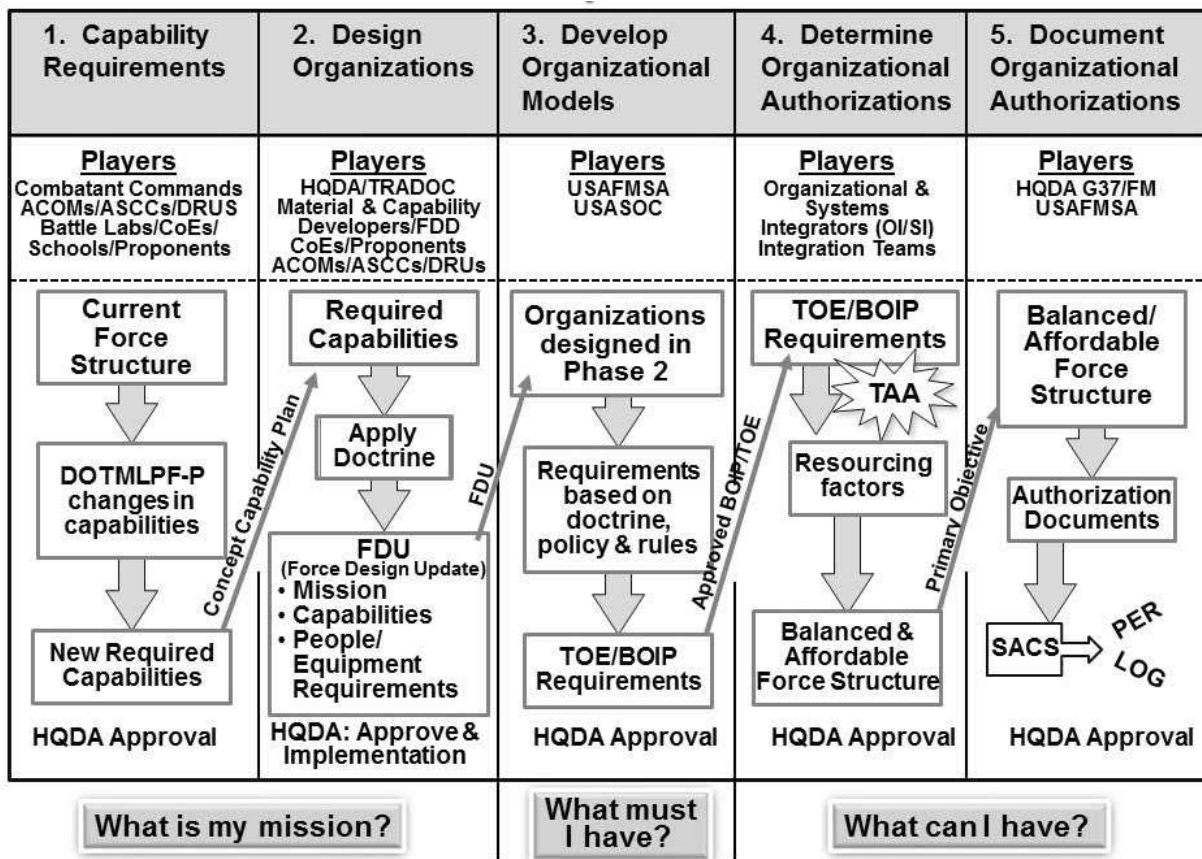 1. Capability
Requirements
2. Design
Organizations
3. Develop
Organizational
Models
4. Determine
Organizational
Authorizations
5. Document
Organizational
Authorizations
Players
Combatant Commands
ACOMs/ASCCs/DRUS
Battle Labs/CoEs/
Schools/Proponents
Players
HQDA/TRADOC
Material & Capability
Developers/FDD
CoEs/Proponents
ACOMs/ASCCs/DRUs
Players
USAFMSA
USASOC
Players
Organizational &
Systems
Integrators (OI/SI)
Integration Teams
Players
HQDA G37/FM
USAFMSA
Current
Force
Structure
DOTMLPF-P
changes in
capabilities
New Required
Capabilities
HQDA Approval
Concept Capability Plan
Required
Capabilities
Apply
Doctrine
FDU
(Force Design Update)
• Mission
• Capabilities
• People/
Equipment
Requirements
HQDA: Approve &
Implementation
FDU
Organizations
designed in
Phase 2
Requirements
based on
doctrine,
policy & rules
TOE/BOIP
Requirements
HQDA Approval
Approved BOIP/TOE
TOE/BOIP
Requirements
TAA
Resourcing
factors
Balanced &
Affordable
Force Structure
HQDA Approval
Primary Objective
Balanced/
Affordable
Force
Structure
Authorization
Documents
SACS
PER
LOG
HQDA Approval
What is my mission?
What must
I have?
What can I have?